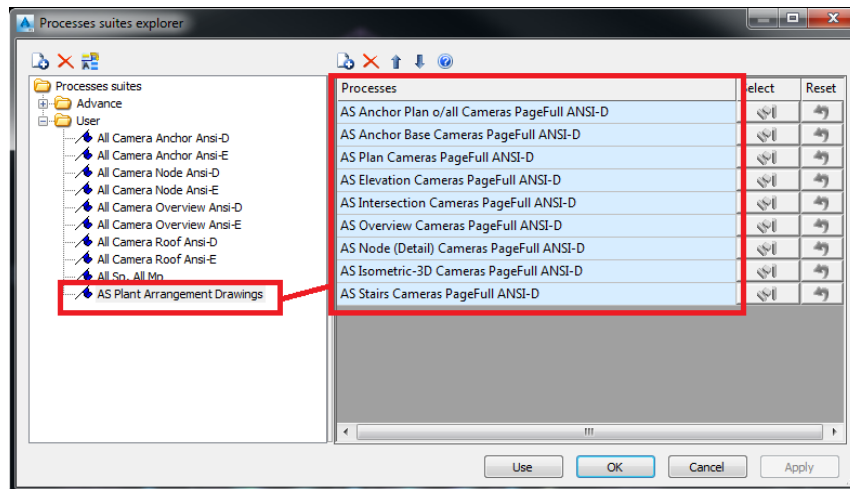 Processes suites explorer
Processes suites
Advance
User
All Camera Anchor Ansi-D
All Camera Anchor Ansi-E
All Camera Node Ansi-D
All Camera Node Ansi-E
All Camera Overview Ansi-D
All Camera Overview Ansi-E
All Camera Roof Ansi-D
All Camera Roof Ansi-E
All Sp, All Mp
AS Plant Arrangement Drawings
Processes Select Reset
AS Anchor Plan o/all Cameras PageFull ANSI-D
AS Anchor Base Cameras PageFull ANSI-D
AS Plan Cameras PageFull ANSI-D
AS Elevation Cameras PageFull ANSI-D
AS Intersection Cameras PageFull ANSI-D
AS Overview Cameras PageFull ANSI-D
AS Node (Detail) Cameras PageFull ANSI-D
AS Isometric-3D Cameras PageFull ANSI-D
AS Stairs Cameras PageFull ANSI-D
Use OK Cancel Apply